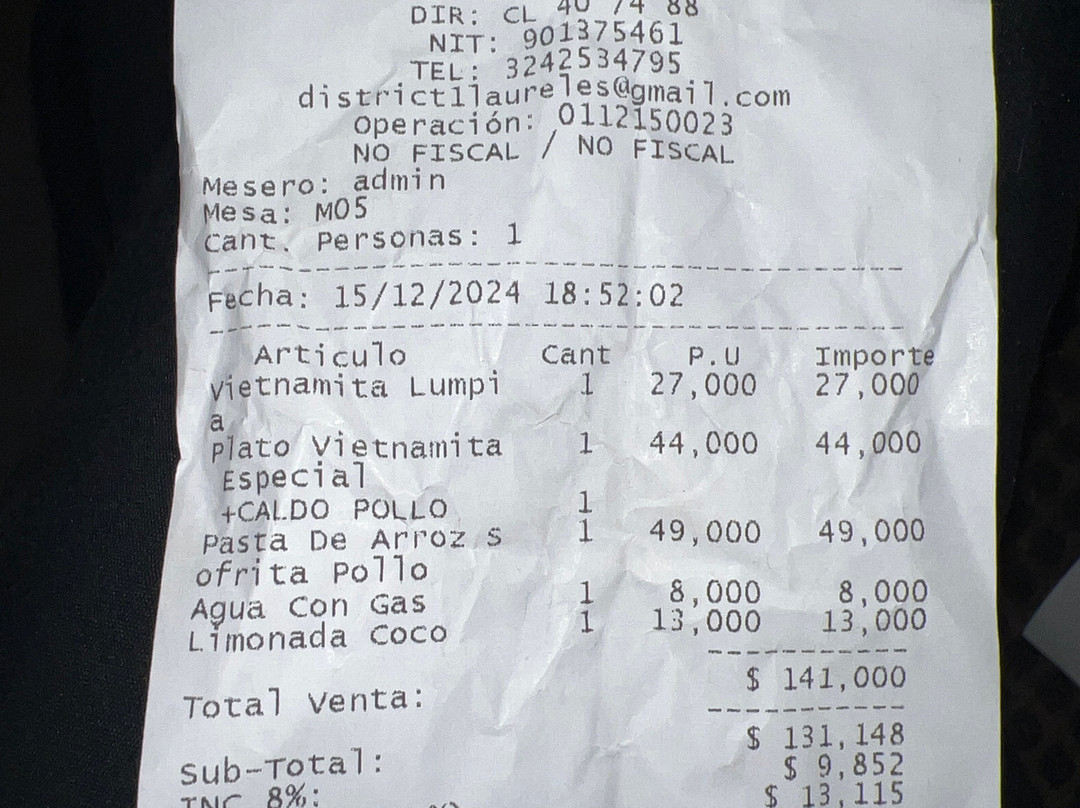 DIR: CL 40 74 88
NIT: 901375461
TEL: 3242534795
district1laureles@gmail.com
Operación: 0112150023
NO FISCAL / NO FISCAL
Mesero: admin
Mesa: M05
Cant. Personas: 1
Fecha: 15/12/2024 18:52:02
Articulo Cant P.U Importe
Vietnamita Lumpi 1 27,000 27,000
a
Plato Vietnamita 1 44,000 44,000
Especial
+CALDO POLLO 1
Pasta De Arroz S 1 49,000 49,000
ofrita Pollo
Agua Con Gas 1 8,000 8,000
Limonada Coco 1 13,000 13,000
Total Venta: $ 141,000
Sub-Total: $ 131,148
INC 8%: $ 9,852
$ 13,115